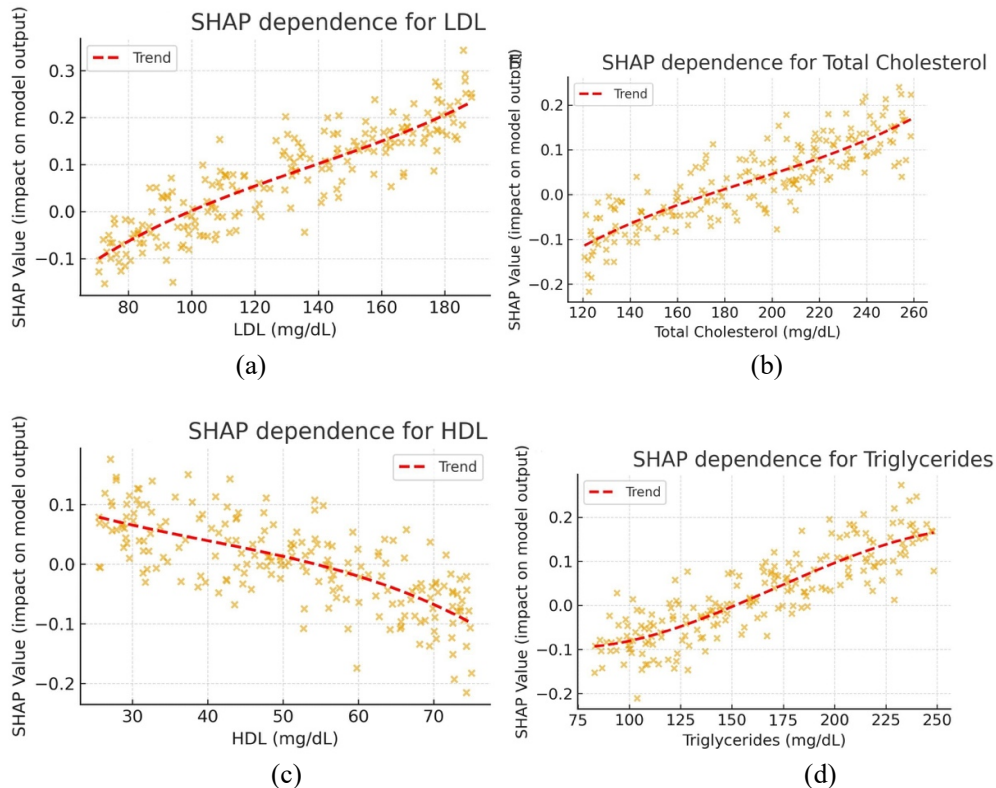 SHAP dependence for LDL
Trend
SHAP Value (impact on model output)
0.3
0.2
0.1
0.0
−0.1
80
100
120
140
160
180
LDL (mg/dL)
(a)
SHAP dependence for Total Cholesterol
Trend
SHAP Value (impact on model output)
0.2
0.1
0.0
−0.1
−0.2
120
140
160
180
200
220
240
260
Total Cholesterol (mg/dL)
(b)
SHAP dependence for HDL
Trend
SHAP Value (impact on model output)
0.1
0.0
−0.1
−0.2
30
40
50
60
70
HDL (mg/dL)
(c)
SHAP dependence for Triglycerides
Trend
SHAP Value (impact on model output)
0.2
0.1
0.0
−0.1
−0.2
75
100
125
150
175
200
225
250
Triglycerides (mg/dL)
(d)